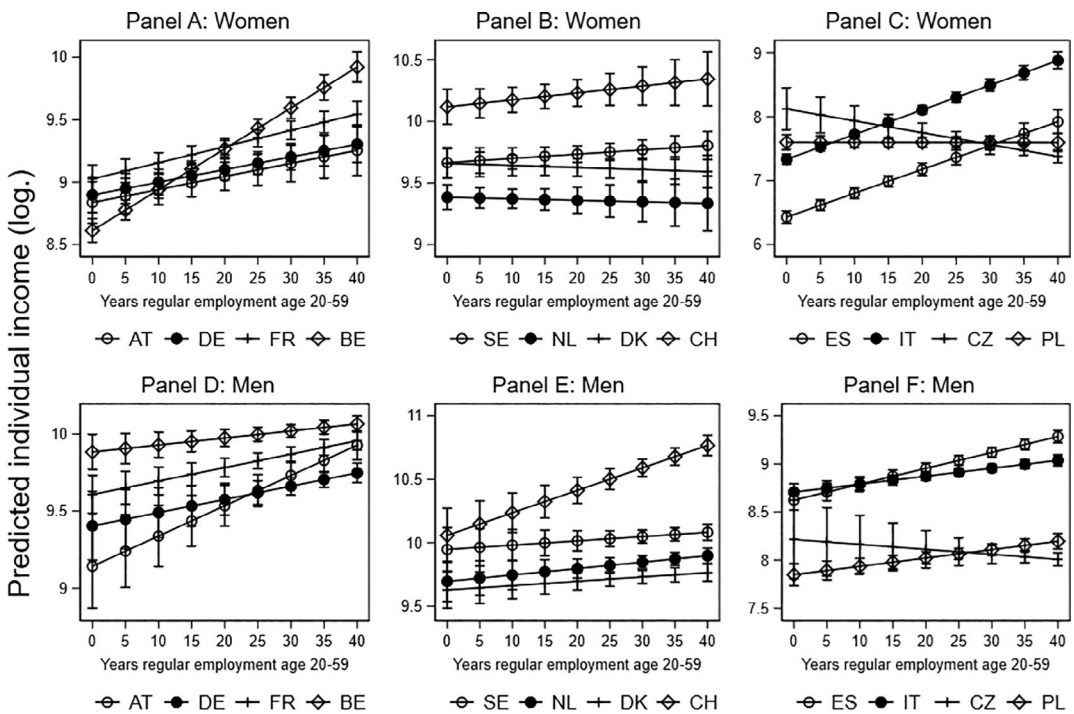 Predicted individual income (log.)
Panel A: Women
10
9.5
9
8.5
0 5 10 15 20 25 30 35 40
Years regular employment age 20-59
AT DE FR BE
Panel B: Women
10.5
10
9.5
9
0 5 10 15 20 25 30 35 40
Years regular employment age 20-59
SE NL DK CH
Panel C: Women
9
8
7
6
0 5 10 15 20 25 30 35 40
Years regular employment age 20-59
ES IT CZ PL
Panel D: Men
10
9.5
9
0 5 10 15 20 25 30 35 40
Years regular employment age 20-59
AT DE FR BE
Panel E: Men
11
10.5
10
9.5
0 5 10 15 20 25 30 35 40
Years regular employment age 20-59
SE NL DK CH
Panel F: Men
9.5
9
8.5
8
7.5
0 5 10 15 20 25 30 35 40
Years regular employment age 20-59
ES IT CZ PL